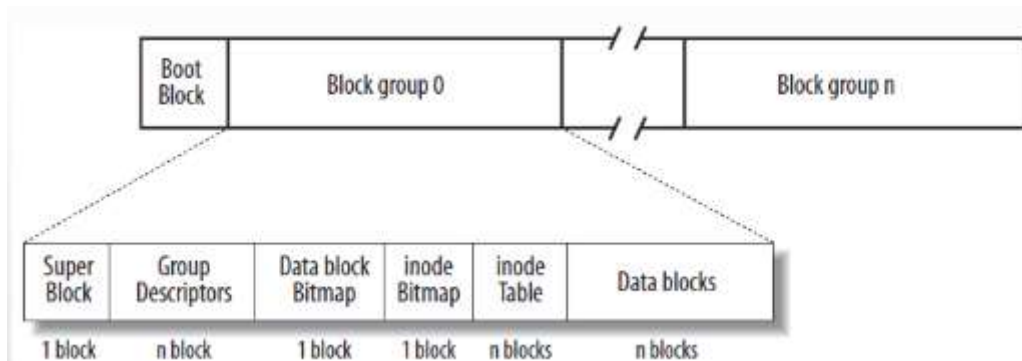 Boot
Block
Block group 0
Block group n
Super
Block
Group
Descriptors
Data block
Bitmap
inode
Bitmap
inode
Table
Data blocks
1 block
n block
1 block
1 block
n blocks
n blocks